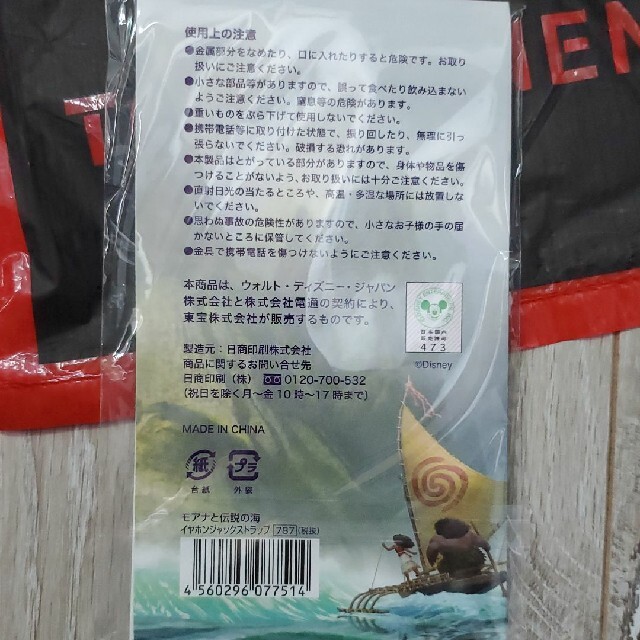 使用上の注意
●金属部分をなめたり、口に入れたりすると危険です。お取り
扱いにご注意ください。
●小さな部品等がありますので、誤って食べたり飲み込まない
ようご注意ください。窒息等の危険があります。
●重いものをぶら下げて使用しないでください。
●携帯電話等に取り付けた状態で、振り回したり、無理に引っ
張らないでください。破損する恐れがあります。
●本製品はとがっている部分がありますので、身体や物品を傷
つけることがないよう、お取り扱いには十分ご注意ください。
●直射日光の当たるところや、高温・多湿な場所には放置しな
いでください。
●思わぬ事故の危険性がありますので、小さなお子様の手の届
かないところに保管してください。
●金具で携帯電話を傷つけないようにご注意ください。
本商品は、ウォルト・ディズニー・ジャパン
株式会社と株式会社電通の契約により、
東宝株式会社が販売するものです。
473
©Disney
製造元：日商印刷株式会社
商品に関するお問い合せ先
日商印刷（株） 0120-700-532
（祝日を除く月〜金10時〜17時まで）
MADE IN CHINA
紙 プラ
台紙 外袋
モアナと伝説の海
イヤホンジャックストラップ 787（税抜）
4 560296 077514